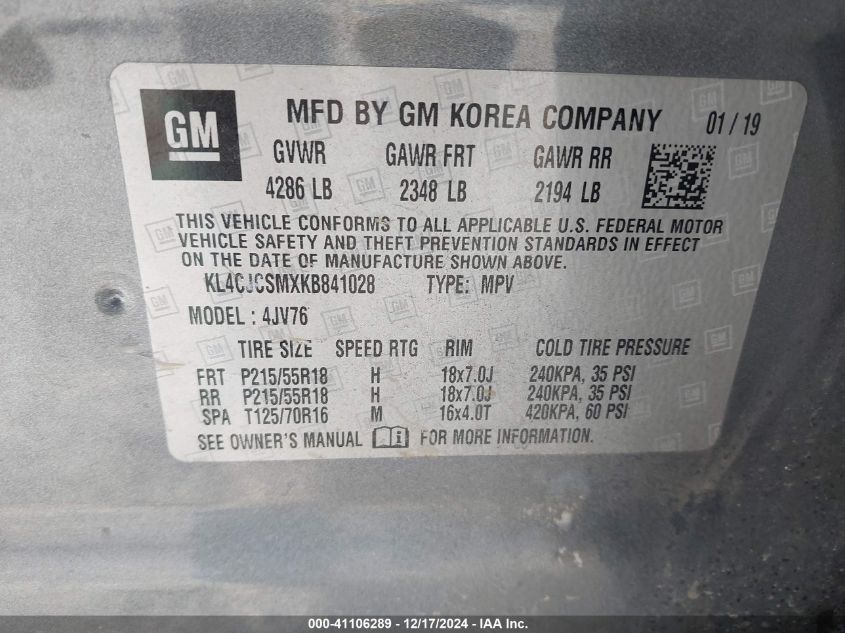 GM
MFD BY GM KOREA COMPANY 01 / 19
GVWR GAWR FRT GAWR RR
4286 LB 2348 LB 2194 LB
THIS VEHICLE CONFORMS TO ALL APPLICABLE U.S. FEDERAL MOTOR
VEHICLE SAFETY AND THEFT PREVENTION STANDARDS IN EFFECT
ON THE DATE OF MANUFACTURE SHOWN ABOVE.
KL4CJCSMXKB841028 TYPE: MPV
MODEL : 4JV76
TIRE SIZE SPEED RTG RIM COLD TIRE PRESSURE
FRT P215/55R18 H 18x7.0J 240KPA, 35 PSI
RR P215/55R18 H 18x7.0J 240KPA, 35 PSI
SPA T125/70R16 M 16x4.0T 420KPA, 60 PSI
SEE OWNER'S MANUAL FOR MORE INFORMATION.
000-41106289 - 12/17/2024 - IAA Inc.